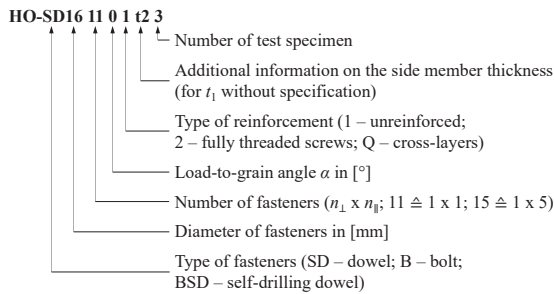 HO-SD16 11 0 1 t2 3
Number of test specimen
Additional information on the side member thickness
(for t₁ without specification)
Type of reinforcement (1 – unreinforced;
2 – fully threaded screws; Q – cross-layers)
Load-to-grain angle α in [°]
Number of fasteners (n⊥ x n∥; 11 ≙ 1 x 1; 15 ≙ 1 x 5)
Diameter of fasteners in [mm]
Type of fasteners (SD – dowel; B – bolt;
BSD – self-drilling dowel)